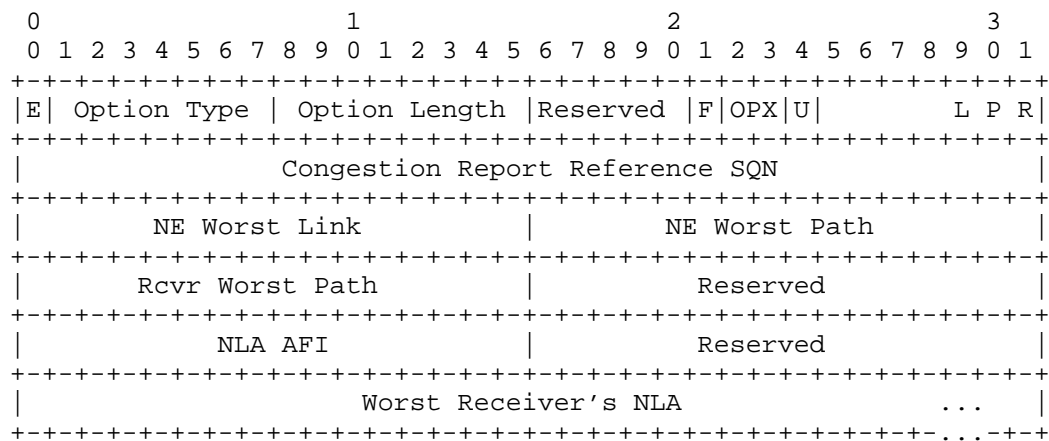 0                   1                   2                   3
 0 1 2 3 4 5 6 7 8 9 0 1 2 3 4 5 6 7 8 9 0 1 2 3 4 5 6 7 8 9 0 1
+-+-+-+-+-+-+-+-+-+-+-+-+-+-+-+-+-+-+-+-+-+-+-+-+-+-+-+-+-+-+-+-+
|E| Option Type | Option Length |Reserved |F|OPX|U|        L P R|
+-+-+-+-+-+-+-+-+-+-+-+-+-+-+-+-+-+-+-+-+-+-+-+-+-+-+-+-+-+-+-+-+
|                Congestion Report Reference SQN                |
+-+-+-+-+-+-+-+-+-+-+-+-+-+-+-+-+-+-+-+-+-+-+-+-+-+-+-+-+-+-+-+-+
|        NE Worst Link          |        NE Worst Path          |
+-+-+-+-+-+-+-+-+-+-+-+-+-+-+-+-+-+-+-+-+-+-+-+-+-+-+-+-+-+-+-+-+
|       Rcvr Worst Path         |          Reserved             |
+-+-+-+-+-+-+-+-+-+-+-+-+-+-+-+-+-+-+-+-+-+-+-+-+-+-+-+-+-+-+-+-+
|            NLA AFI            |          Reserved             |
+-+-+-+-+-+-+-+-+-+-+-+-+-+-+-+-+-+-+-+-+-+-+-+-+-+-+-+-+-+-+-+-+
|                     Worst Receiver's NLA                ...   |
+-+-+-+-+-+-+-+-+-+-+-+-+-+-+-+-+-+-+-+-+-+-+-+-+-+-+-+-+-...-+-+